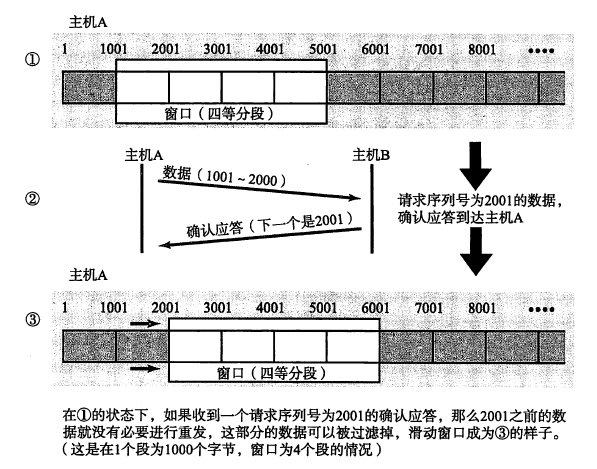 主机A
1 1001 2001 3001 4001 5001 6001 7001 8001 ••••
①
窗口（四等分段）
主机A 主机B
数据（1001～2000）
②
确认应答（下一个是2001）
请求序列号为2001的数据，
确认应答到达主机A
主机A
1 1001 2001 3001 4001 5001 6001 7001 8001 ••••
③
窗口（四等分段）
在①的状态下，如果收到一个请求序列号为2001的确认应答，那么2001之前的数
据就没有必要进行重发，这部分的数据可以被过滤掉，滑动窗口成为③的样子。
（这是在1个段为1000个字节，窗口为4个段的情况）